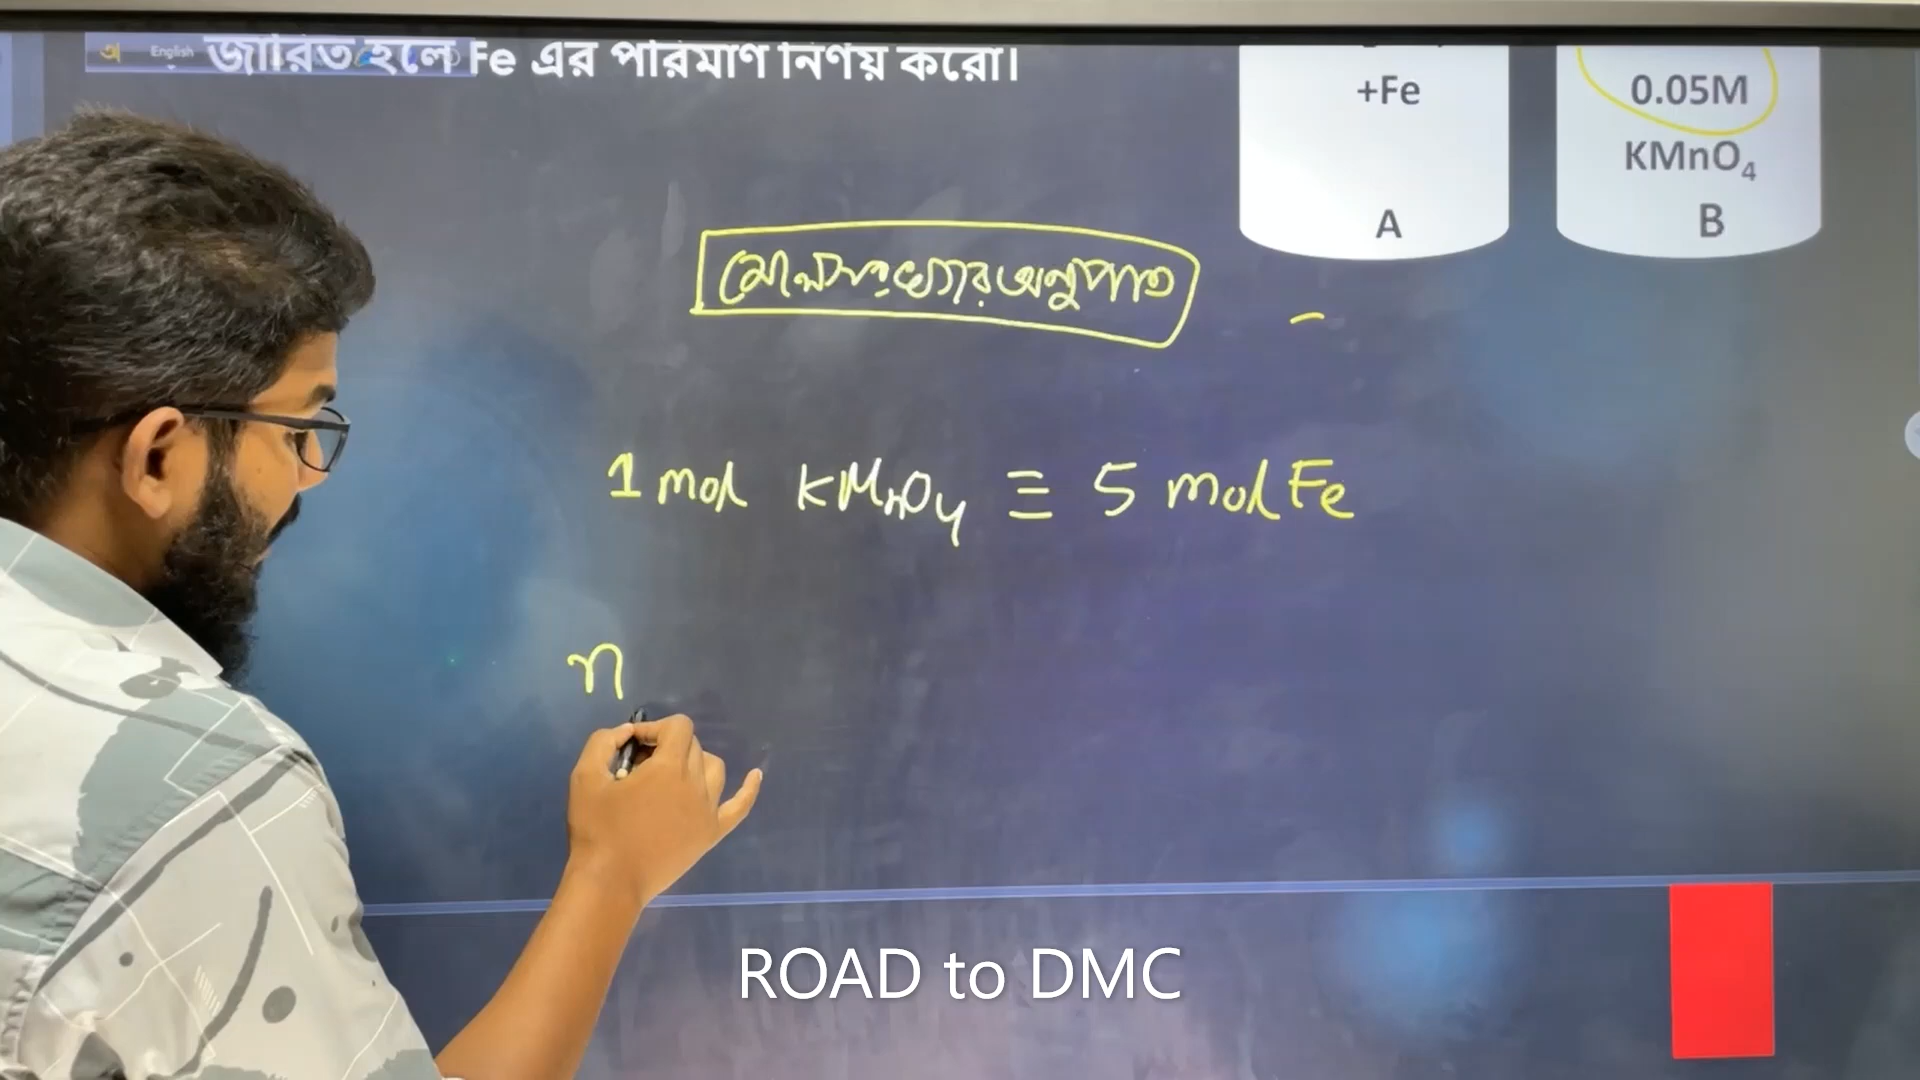 অ English
জারিত হলে Fe এর পরিমাণ নির্ণয় করো।
+Fe
A
0.05M
KMnO₄
B
মোলসংখ্যার অনুপাত
1 mol KMnO4 ≡ 5 mol Fe
n
ROAD to DMC